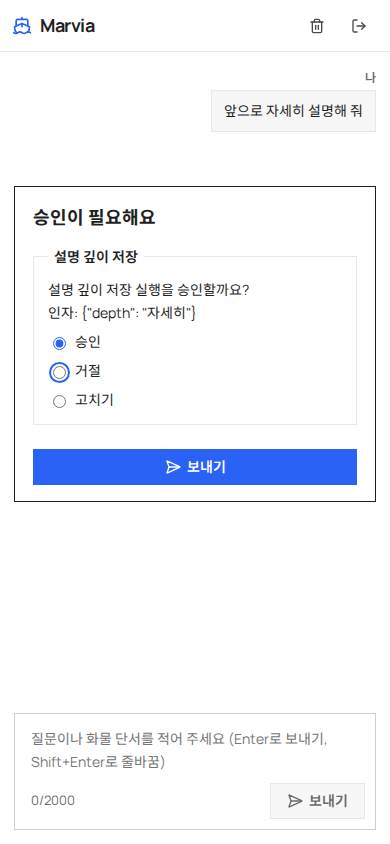 Marvia
나
앞으로 자세히 설명해 줘
승인이 필요해요
설명 깊이 저장
설명 깊이 저장 실행을 승인할까요?
인자: {"depth": "자세히"}
승인
거절
고치기
보내기
질문이나 화물 단서를 적어 주세요 (Enter로 보내기,
Shift+Enter로 줄바꿈)
0/2000
보내기